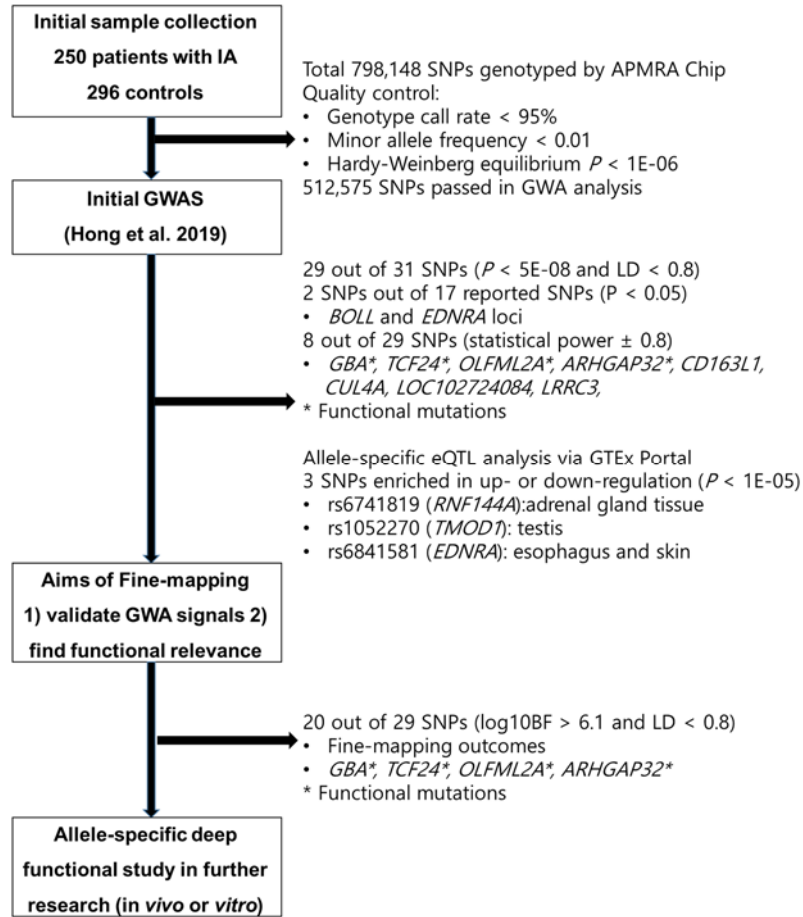 Initial sample collection
250 patients with IA
296 controls
Total 798,148 SNPs genotyped by APMRA Chip
Quality control:
• Genotype call rate < 95%
• Minor allele frequency < 0.01
• Hardy-Weinberg equilibrium P < 1E-06
512,575 SNPs passed in GWA analysis
Initial GWAS
(Hong et al. 2019)
29 out of 31 SNPs (P < 5E-08 and LD < 0.8)
2 SNPs out of 17 reported SNPs (P < 0.05)
• BOLL and EDNRA loci
8 out of 29 SNPs (statistical power ± 0.8)
• GBA*, TCF24*, OLFML2A*, ARHGAP32*, CD163L1,
CUL4A, LOC102724084, LRRC3,
* Functional mutations
Allele-specific eQTL analysis via GTEx Portal
3 SNPs enriched in up- or down-regulation (P < 1E-05)
• rs6741819 (RNF144A):adrenal gland tissue
• rs1052270 (TMOD1): testis
• rs6841581 (EDNRA): esophagus and skin
Aims of Fine-mapping
1) validate GWA signals 2)
find functional relevance
20 out of 29 SNPs (log10BF > 6.1 and LD < 0.8)
• Fine-mapping outcomes
• GBA*, TCF24*, OLFML2A*, ARHGAP32*
* Functional mutations
Allele-specific deep
functional study in further
research (in vivo or vitro)